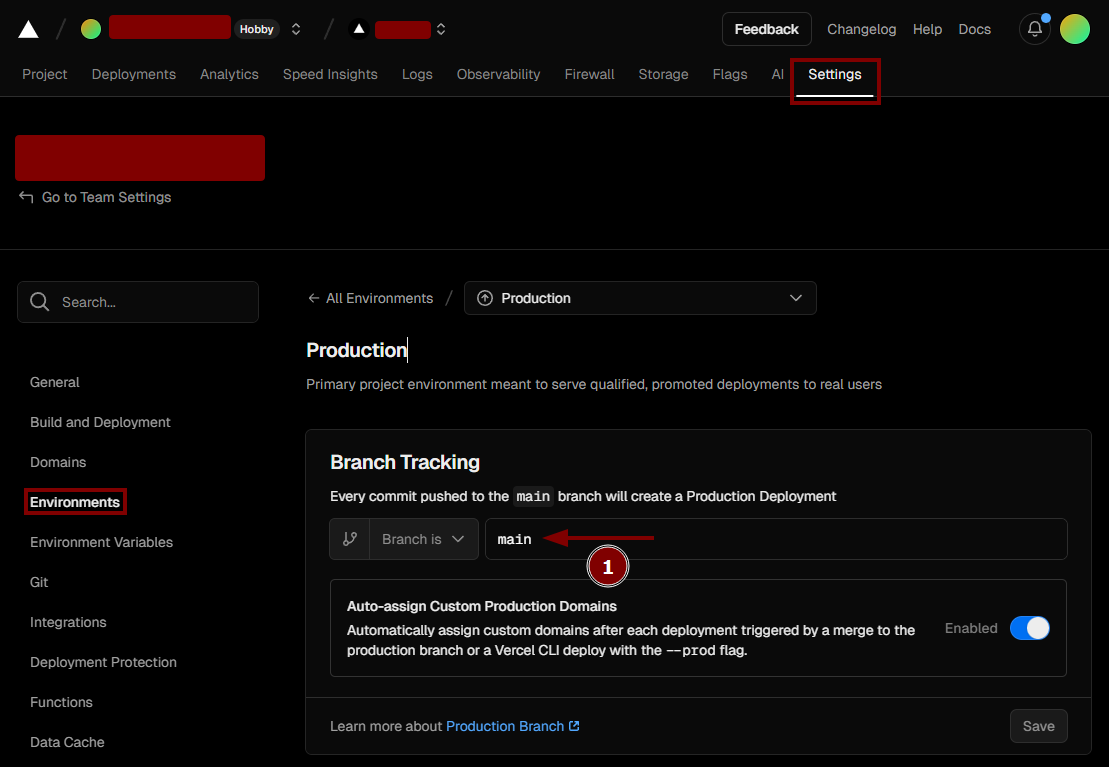 Hobby
Feedback Changelog Help Docs
Project Deployments Analytics Speed Insights Logs Observability Firewall Storage Flags AI Settings
Go to Team Settings
Search...
General
Build and Deployment
Domains
Environments
Environment Variables
Git
Integrations
Deployment Protection
Functions
Data Cache
All Environments / Production
Production
Primary project environment meant to serve qualified, promoted deployments to real users
Branch Tracking
Every commit pushed to the main branch will create a Production Deployment
Branch is main
1
Auto-assign Custom Production Domains
Automatically assign custom domains after each deployment triggered by a merge to the
production branch or a Vercel CLI deploy with the --prod flag.
Enabled
Learn more about Production Branch
Save